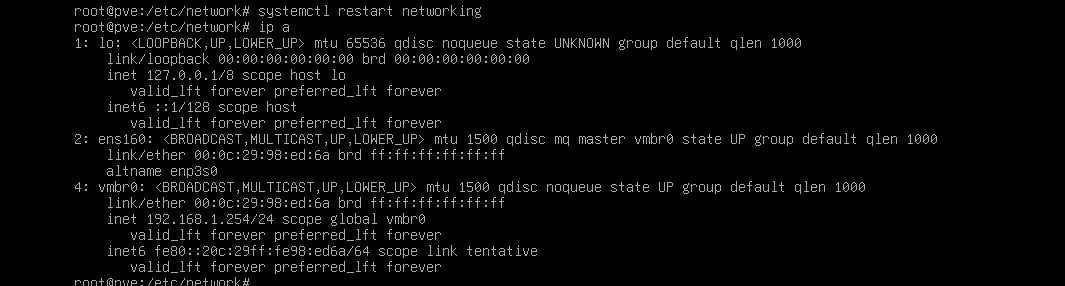 root@pve:/etc/network# systemctl restart networking
root@pve:/etc/network# ip a
1: lo: <LOOPBACK,UP,LOWER_UP> mtu 65536 qdisc noqueue state UNKNOWN group default qlen 1000
    link/loopback 00:00:00:00:00:00 brd 00:00:00:00:00:00
    inet 127.0.0.1/8 scope host lo
       valid_lft forever preferred_lft forever
    inet6 ::1/128 scope host
       valid_lft forever preferred_lft forever
2: ens160: <BROADCAST,MULTICAST,UP,LOWER_UP> mtu 1500 qdisc mq master vmbr0 state UP group default qlen 1000
    link/ether 00:0c:29:98:ed:6a brd ff:ff:ff:ff:ff:ff
    altname enp3s0
4: vmbr0: <BROADCAST,MULTICAST,UP,LOWER_UP> mtu 1500 qdisc noqueue state UP group default qlen 1000
    link/ether 00:0c:29:98:ed:6a brd ff:ff:ff:ff:ff:ff
    inet 192.168.1.254/24 scope global vmbr0
       valid_lft forever preferred_lft forever
    inet6 fe80::20c:29ff:fe98:ed6a/64 scope link tentative
       valid_lft forever preferred_lft forever
root@pve:/etc/network#